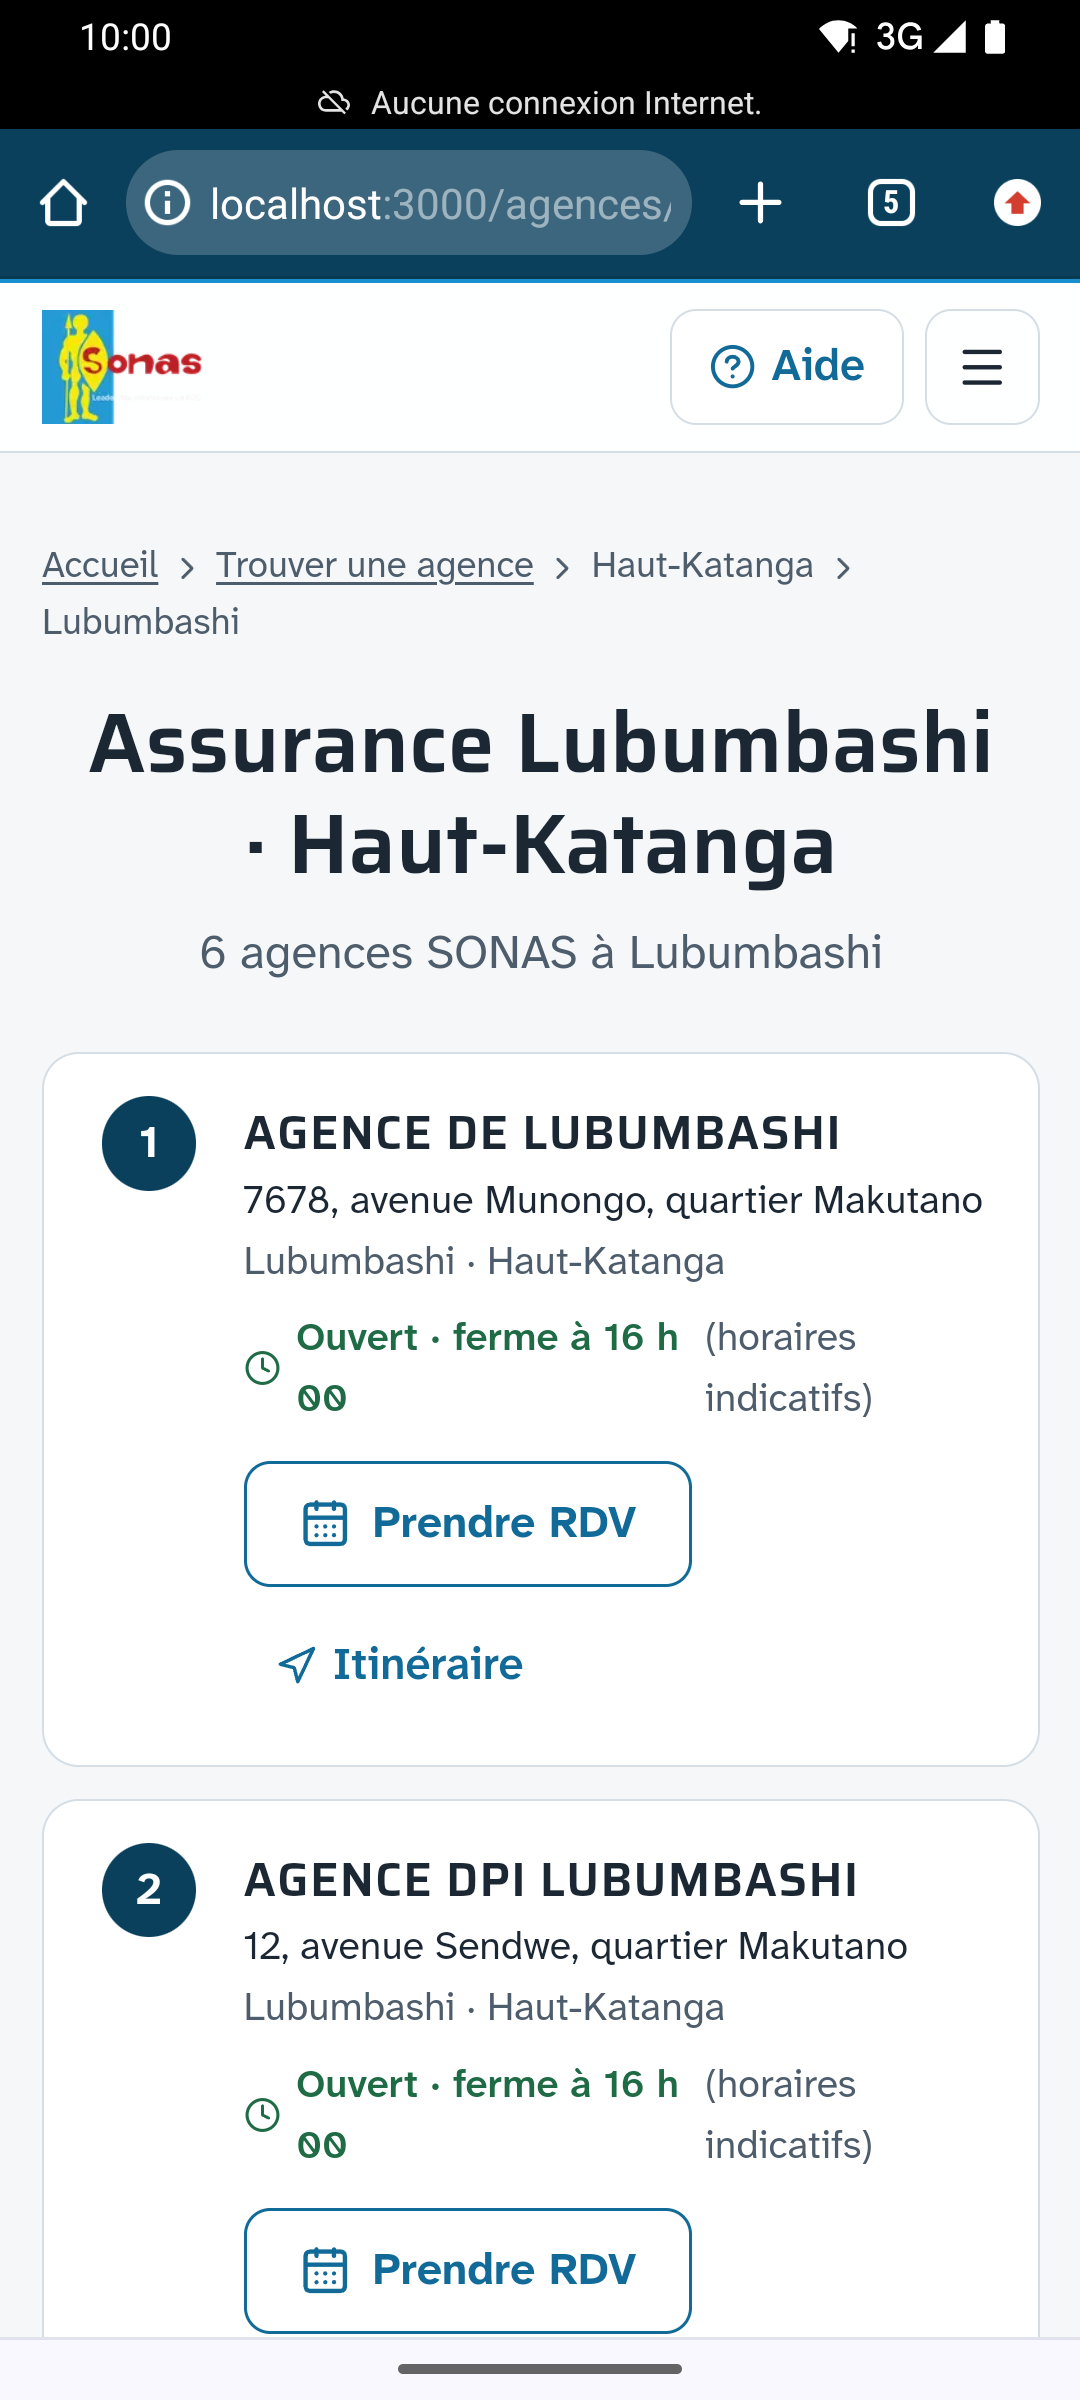 10:00
3G
Aucune connexion Internet.
localhost:3000/agences/
5
Sonas
Aide
Accueil > Trouver une agence > Haut-Katanga >
Lubumbashi
Assurance Lubumbashi
· Haut-Katanga
6 agences SONAS à Lubumbashi
1
AGENCE DE LUBUMBASHI
7678, avenue Munongo, quartier Makutano
Lubumbashi · Haut-Katanga
Ouvert · ferme à 16 h (horaires
00 indicatifs)
Prendre RDV
Itinéraire
2
AGENCE DPI LUBUMBASHI
12, avenue Sendwe, quartier Makutano
Lubumbashi · Haut-Katanga
Ouvert · ferme à 16 h (horaires
00 indicatifs)
Prendre RDV